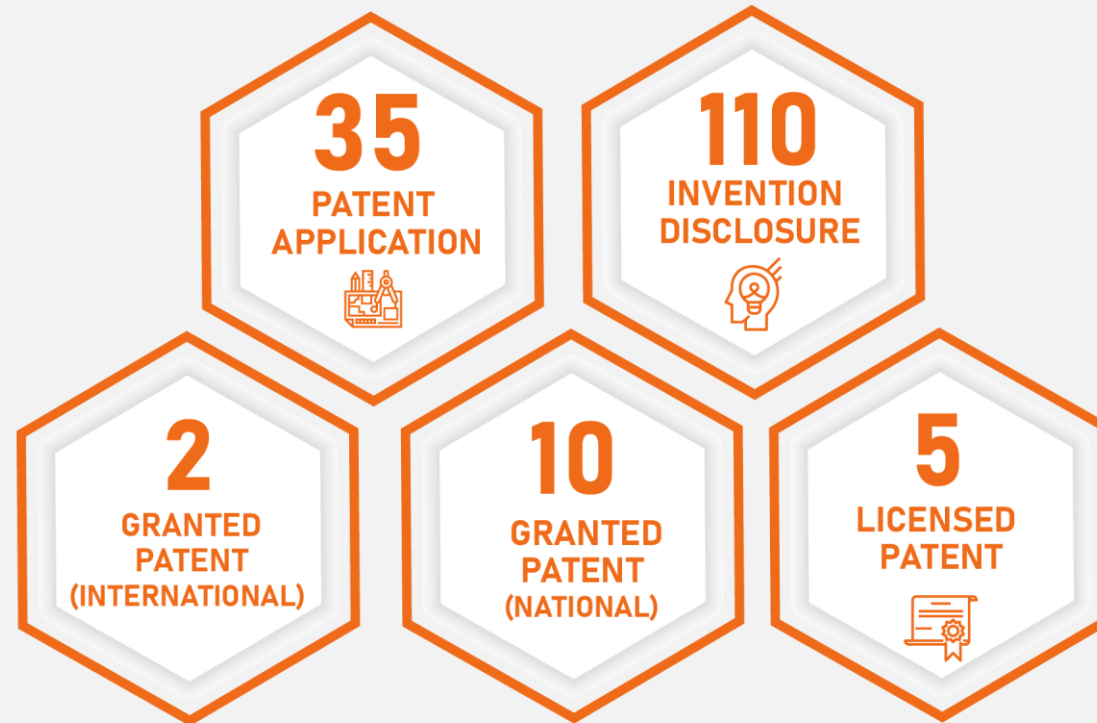 35
PATENT
APPLICATION
110
INVENTION
DISCLOSURE
2
GRANTED
PATENT
(INTERNATIONAL)
10
GRANTED
PATENT
(NATIONAL)
5
LICENSED
PATENT